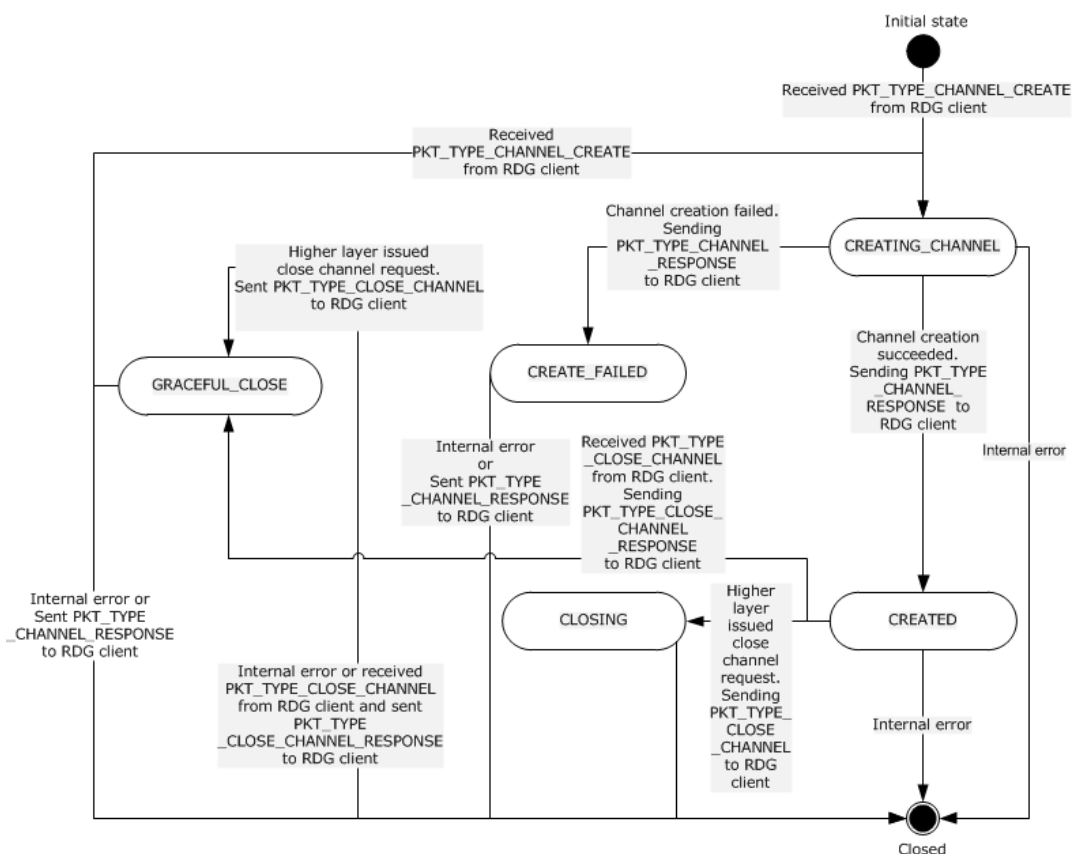 Initial state
Received PKT_TYPE_CHANNEL_CREATE
from RDG client
Received
PKT_TYPE_CHANNEL_CREATE
from RDG client
Channel creation failed.
Sending
PKT_TYPE_CHANNEL
_RESPONSE
to RDG client
CREATING_CHANNEL
Higher layer issued
close channel request.
Sent PKT_TYPE_CLOSE_CHANNEL
to RDG client
Channel creation
succeeded.
Sending PKT_TYPE
_CHANNEL_
RESPONSE to
RDG client
GRACEFUL_CLOSE
CREATE_FAILED
Internal error
Internal error
or
Sent PKT_TYPE
_CHANNEL_RESPONSE
to RDG client
Received PKT_TYPE
_CLOSE_CHANNEL
from RDG client.
Sending
PKT_TYPE_CLOSE_
CHANNEL
_RESPONSE
to RDG client
Internal error or
Sent PKT_TYPE
_CHANNEL_RESPONSE
to RDG client
CLOSING
Higher
layer
issued
close
channel
request.
Sending
PKT_TYPE_
CLOSE
_CHANNEL
to RDG
client
CREATED
Internal error or received
PKT_TYPE_CLOSE_CHANNEL
from RDG client and sent
PKT_TYPE
_CLOSE_CHANNEL_RESPONSE
to RDG client
Internal error
Closed